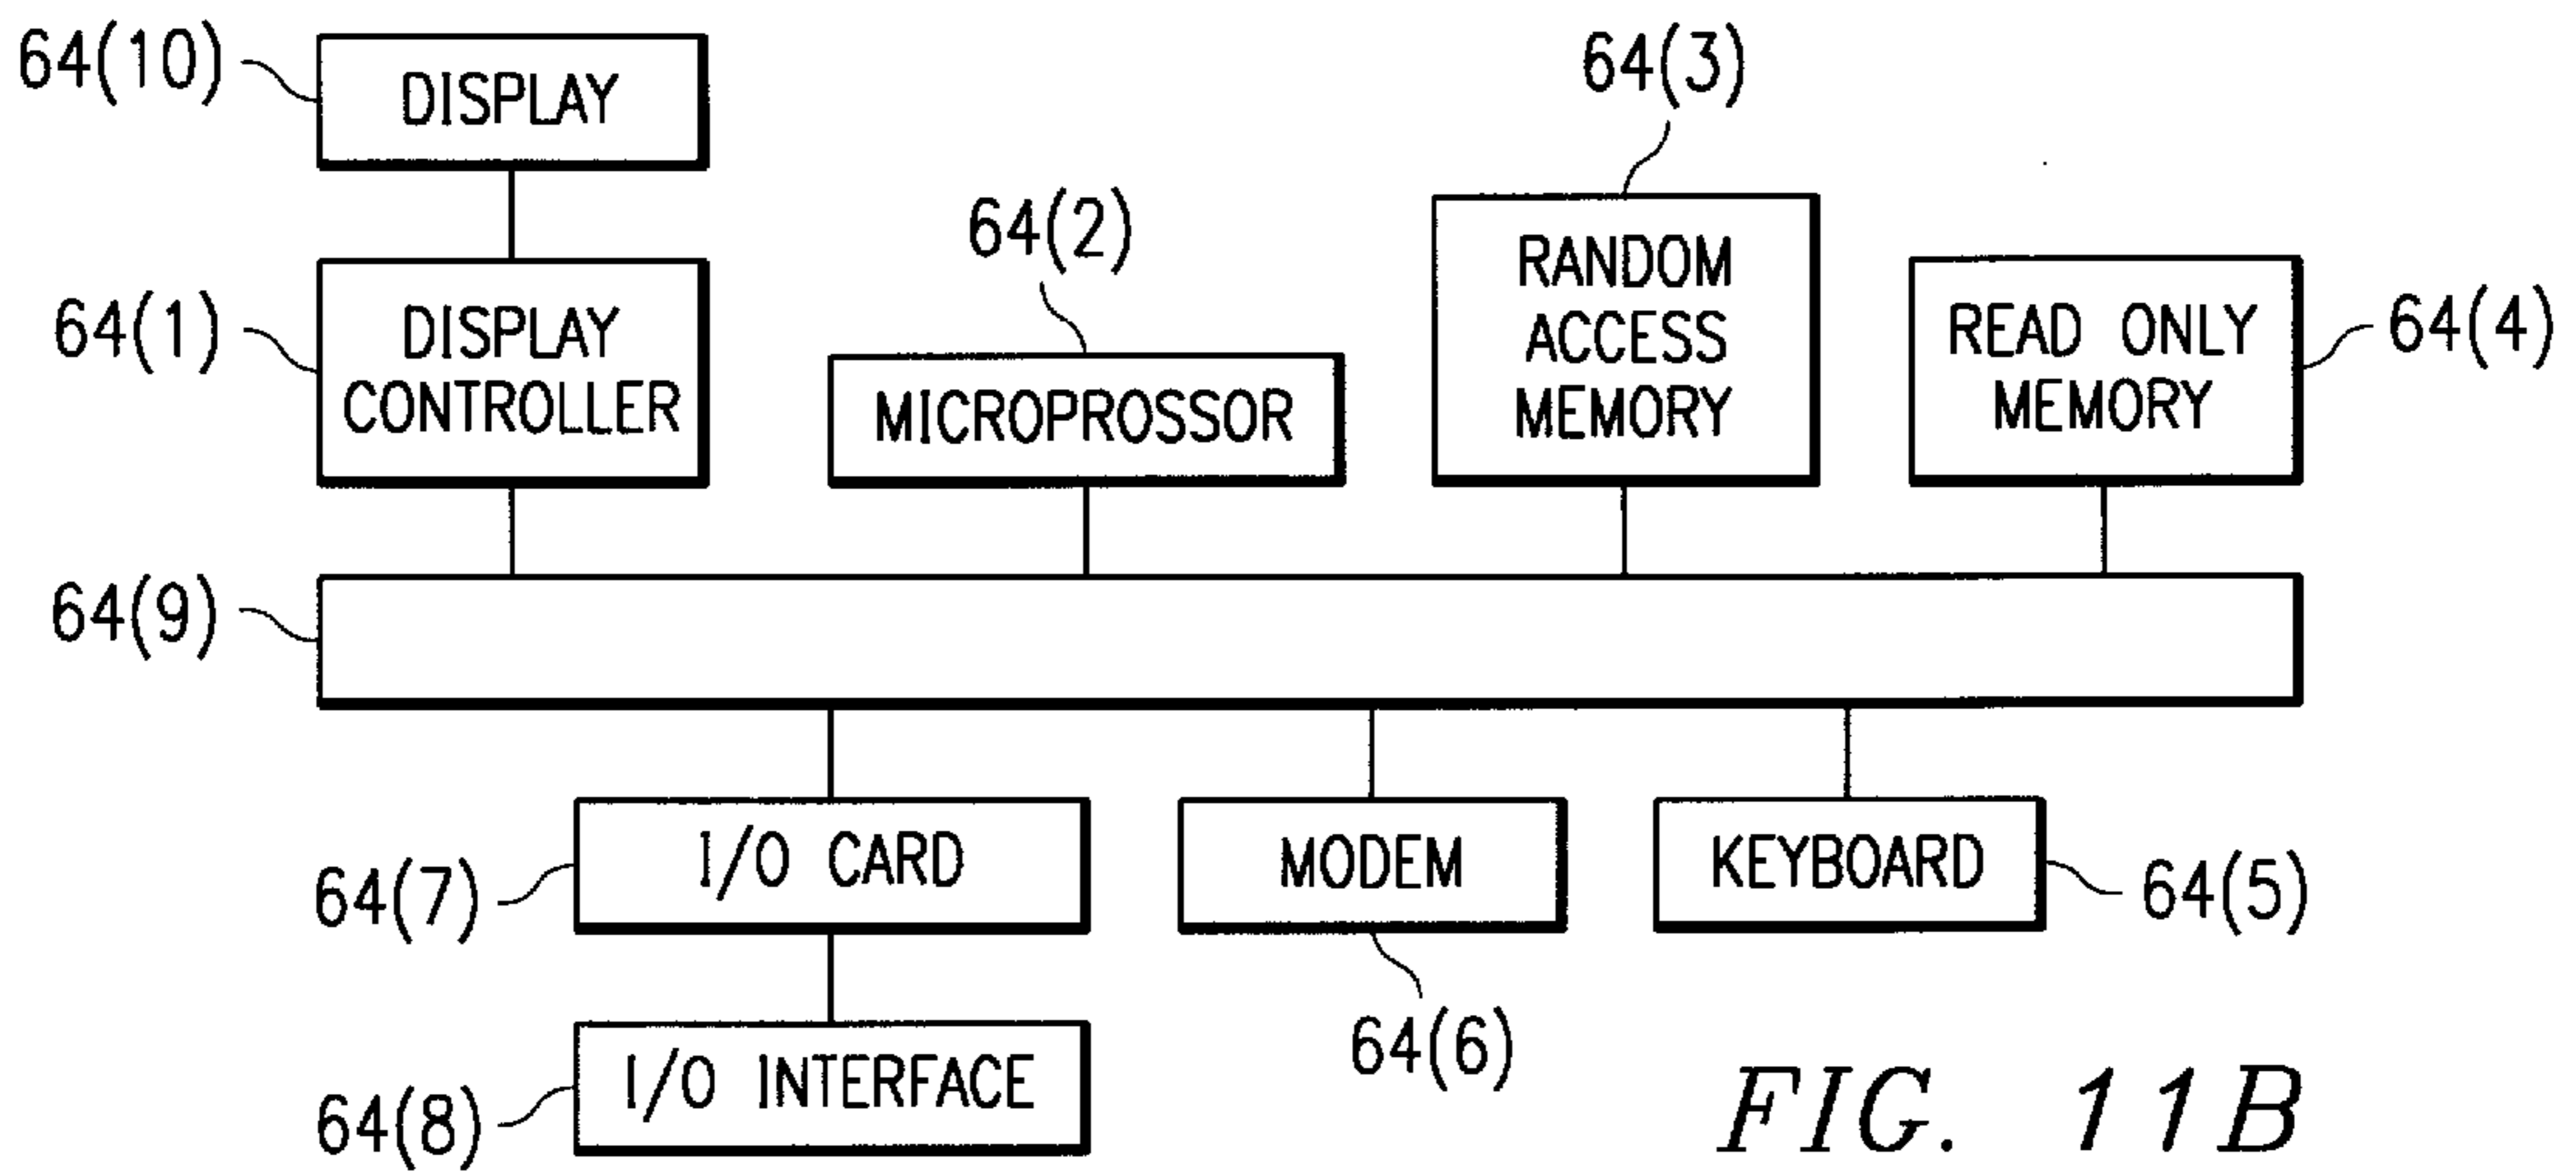 64(10)
DISPLAY
64(3)
64(2)
RANDOM
ACCESS
MEMORY
64(1)
DISPLAY
CONTROLLER
MICROPROSSOR
READ ONLY
MEMORY
64(4)
64(9)
I/O CARD
MODEM
KEYBOARD
64(7)
64(5)
64(6)
I/O INTERFACE
64(8)
FIG. 11B